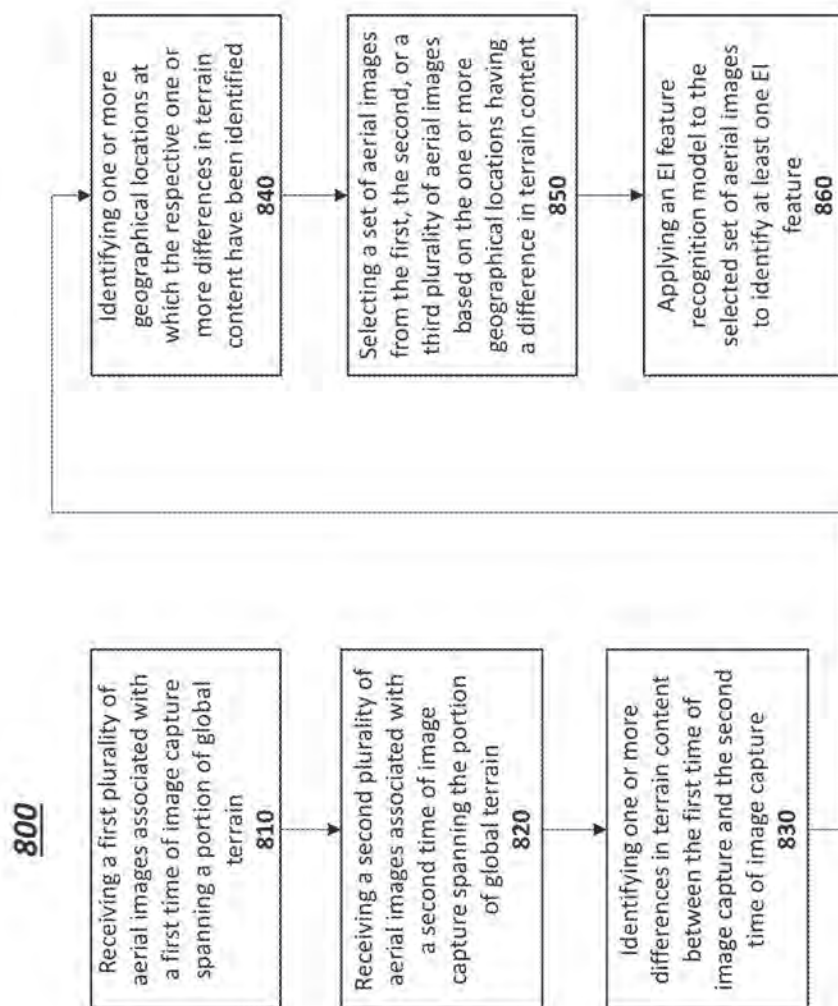 800
Receiving a first plurality of
aerial images associated with
a first time of image capture
spanning a portion of global
terrain
810
Receiving a second plurality of
aerial images associated with
a second time of image
capture spanning the portion
of global terrain
820
Identifying one or more
differences in terrain content
between the first time of
image capture and the second
time of image capture
830
Identifying one or more
geographical locations at
which the respective one or
more differences in terrain
content have been identified
840
Selecting a set of aerial images
from the first, the second, or a
third plurality of aerial images
based on the one or more
geographical locations having
a difference in terrain content
850
Applying an EI feature
recognition model to the
selected set of aerial images
to identify at least one EI
feature
860